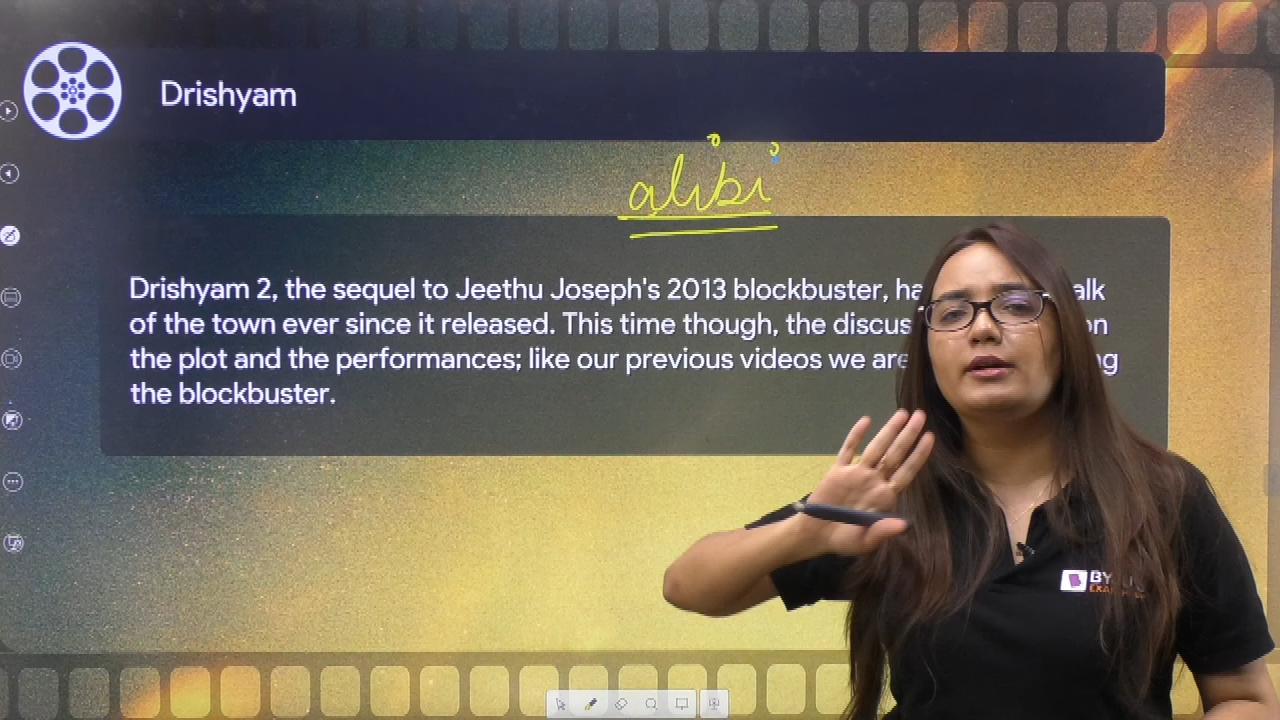 Drishyam
alibi
Drishyam 2, the sequel to Jeethu Joseph's 2013 blockbuster,
of the town ever since it released. This time though, the
the plot and the performances; like our previous videos we are
the blockbuster.